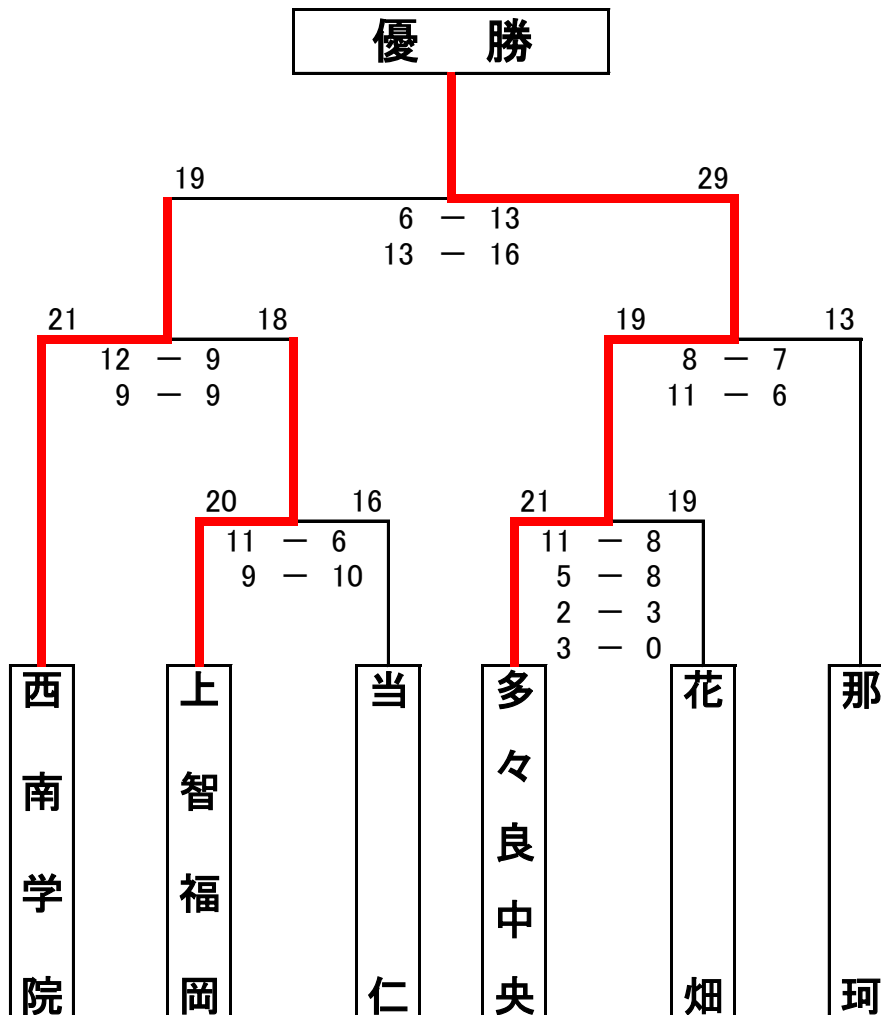 優 勝
19 29
6 － 13
13 － 16
21 18
12 － 9
9 － 9
19 13
8 － 7
11 － 6
20 16
11 － 6
9 － 10
21 19
11 － 8
5 － 8
2 － 3
3 － 0
西南学院
上智福岡
当仁
多々良中央
花畑
那珂